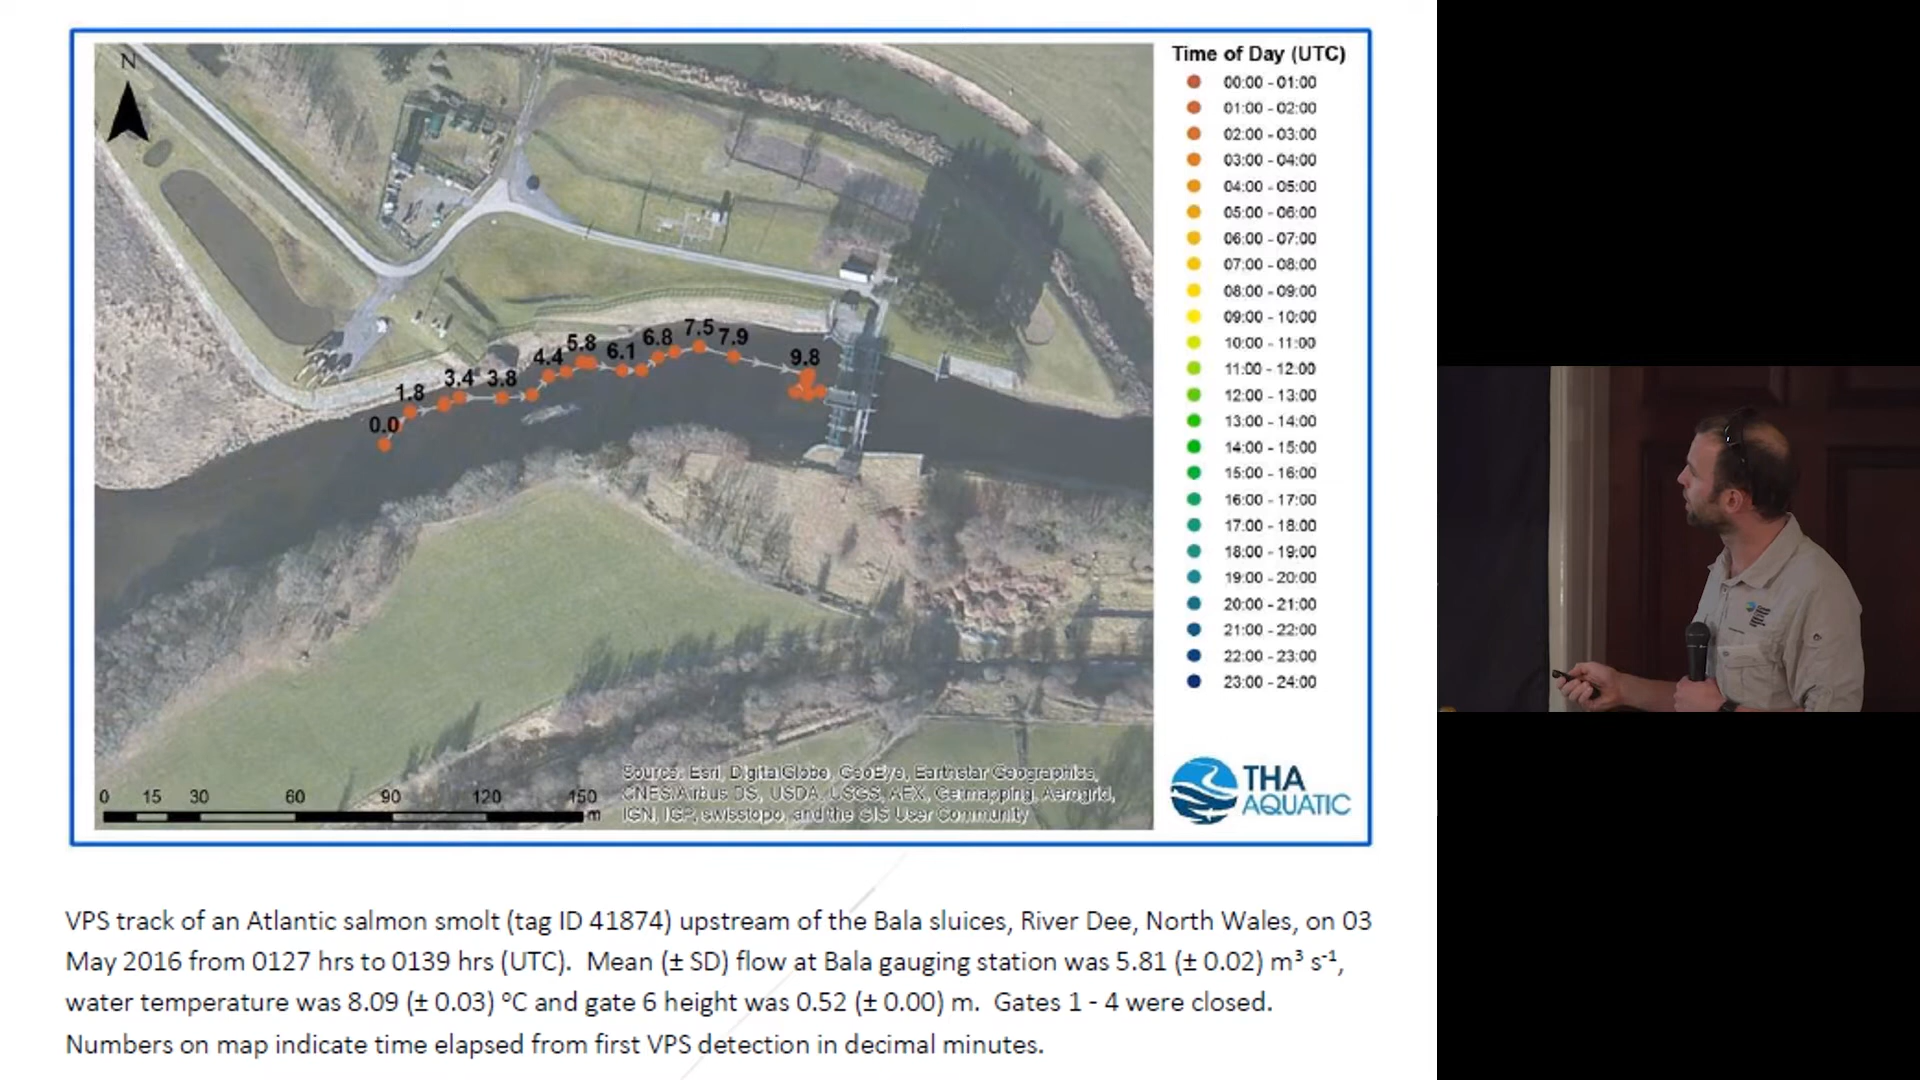 N
Time of Day (UTC)
00:00 - 01:00
01:00 - 02:00
02:00 - 03:00
03:00 - 04:00
04:00 - 05:00
05:00 - 06:00
06:00 - 07:00
07:00 - 08:00
08:00 - 09:00
09:00 - 10:00
10:00 - 11:00
11:00 - 12:00
12:00 - 13:00
13:00 - 14:00
14:00 - 15:00
15:00 - 16:00
16:00 - 17:00
17:00 - 18:00
18:00 - 19:00
19:00 - 20:00
20:00 - 21:00
21:00 - 22:00
22:00 - 23:00
23:00 - 24:00
0.0
1.8
3.4
3.8
4.4
5.8
6.1
6.8
7.5
7.9
9.8
0 15 30 60 90 120 150
m
Source: Esri, DigitalGlobe, GeoEye, Earthstar Geographics,
CNES/Airbus DS, USDA, USGS, AEX, Getmapping, Aerogrid,
IGN, IGP, swisstopo, and the GIS User Community
THA
AQUATIC
VPS track of an Atlantic salmon smolt (tag ID 41874) upstream of the Bala sluices, River Dee, North Wales, on 03
May 2016 from 0127 hrs to 0139 hrs (UTC). Mean (± SD) flow at Bala gauging station was 5.81 (± 0.02) m³ s⁻¹,
water temperature was 8.09 (± 0.03) °C and gate 6 height was 0.52 (± 0.00) m. Gates 1 - 4 were closed.
Numbers on map indicate time elapsed from first VPS detection in decimal minutes.